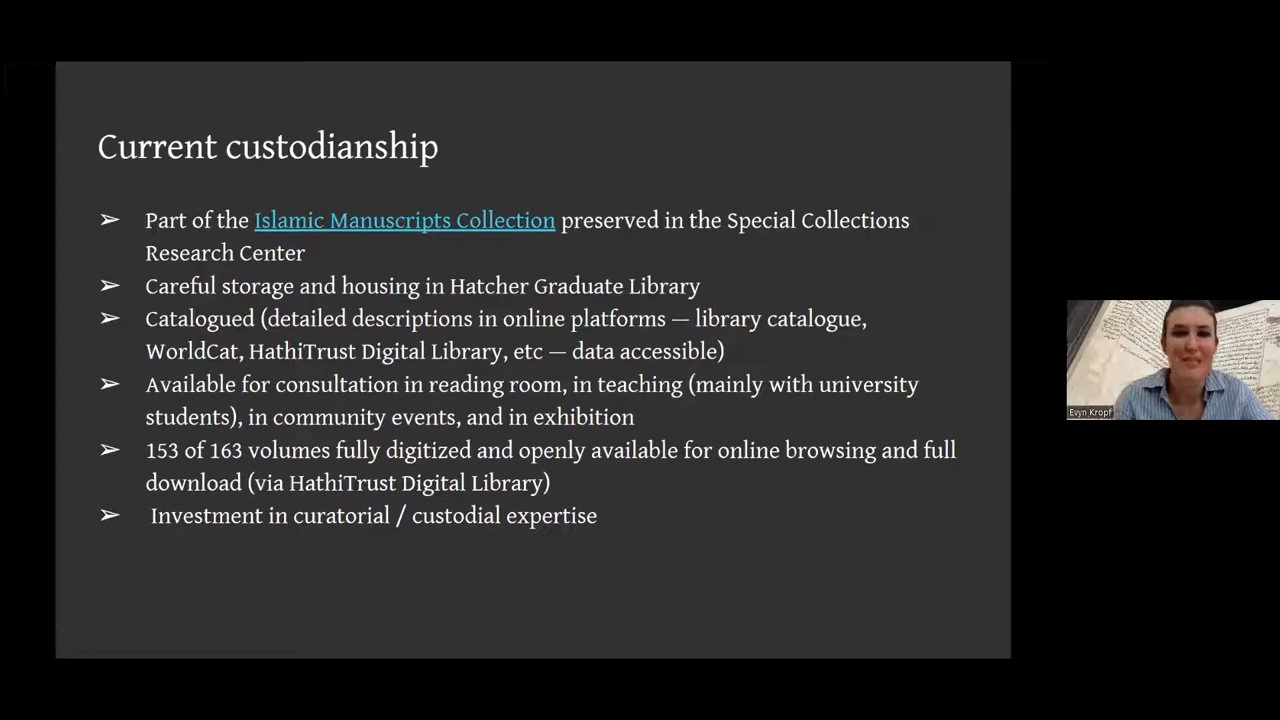 Current custodianship
➢ Part of the Islamic Manuscripts Collection preserved in the Special Collections
Research Center
➢ Careful storage and housing in Hatcher Graduate Library
➢ Catalogued (detailed descriptions in online platforms — library catalogue,
WorldCat, HathiTrust Digital Library, etc — data accessible)
➢ Available for consultation in reading room, in teaching (mainly with university
students), in community events, and in exhibition
➢ 153 of 163 volumes fully digitized and openly available for online browsing and full
download (via HathiTrust Digital Library)
➢ Investment in curatorial / custodial expertise
Evyn Kropf